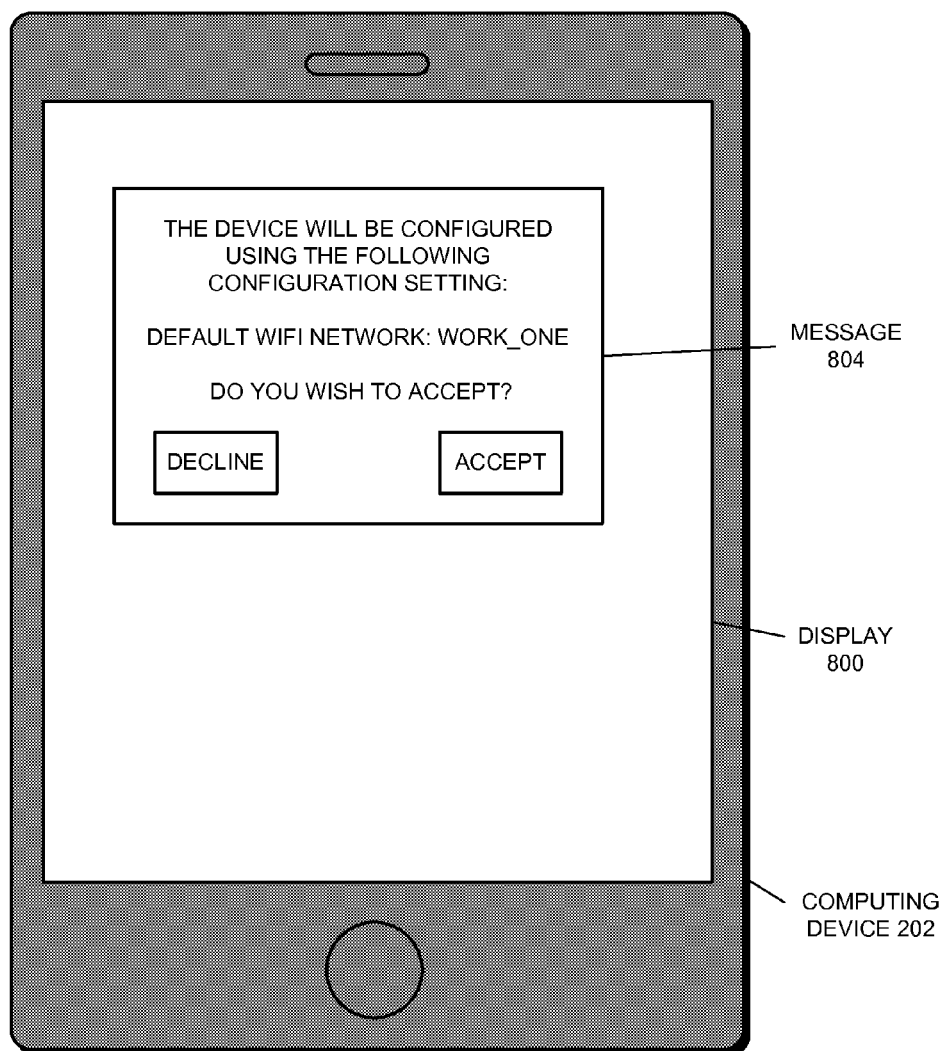 THE DEVICE WILL BE CONFIGURED
USING THE FOLLOWING
CONFIGURATION SETTING:
DEFAULT WIFI NETWORK: WORK_ONE
DO YOU WISH TO ACCEPT?
DECLINE
ACCEPT
MESSAGE
804
DISPLAY
800
COMPUTING
DEVICE 202